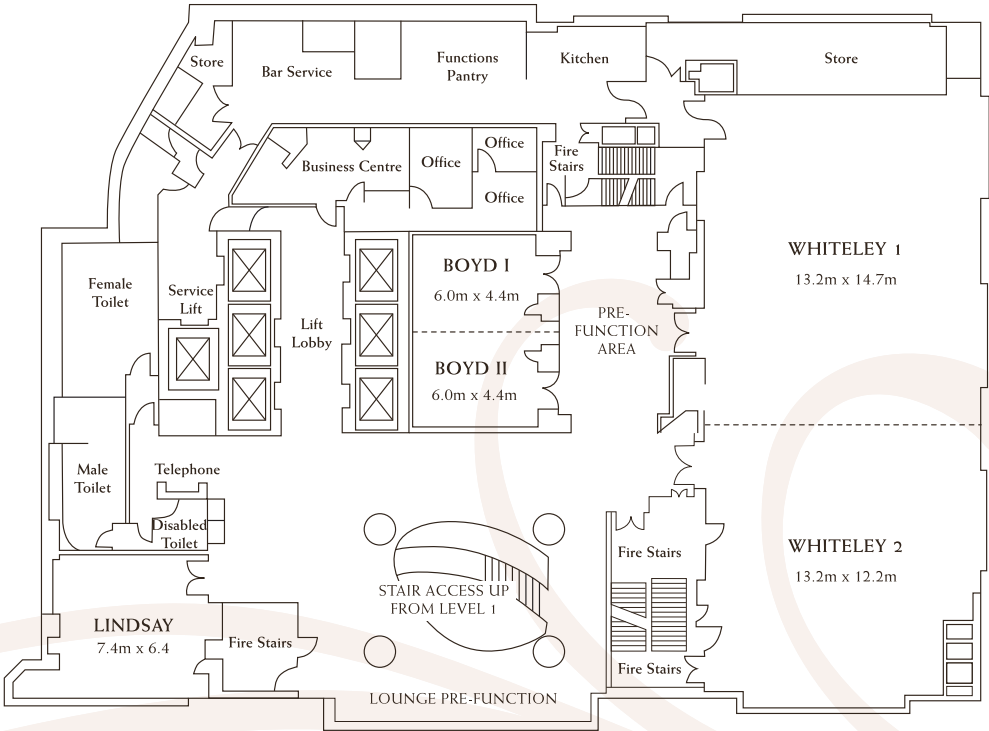 Store
Bar Service
Functions
Pantry
Kitchen
Store
Business Centre
Office
Office
Office
Fire
Stairs
WHITELEY 1
13.2m x 14.7m
BOYD I
6.0m x 4.4m
Female
Toilet
Service
Lift
Lift
Lobby
PRE-
FUNCTION
AREA
BOYD II
6.0m x 4.4m
Male
Toilet
Telephone
Disabled
Toilet
Fire Stairs
WHITELEY 2
13.2m x 12.2m
STAIR ACCESS UP
FROM LEVEL 1
LINDSAY
7.4m x 6.4
Fire Stairs
Fire Stairs
LOUNGE PRE-FUNCTION